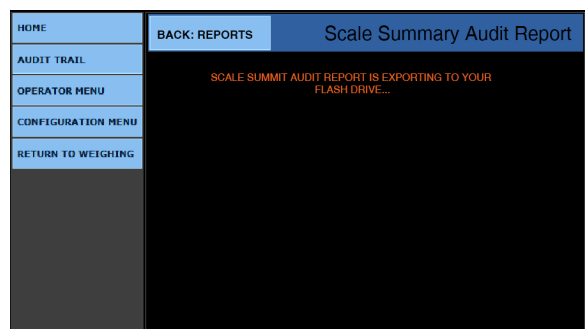 HOME
AUDIT TRAIL
OPERATOR MENU
CONFIGURATION MENU
RETURN TO WEIGHING
BACK: REPORTS
Scale Summary Audit Report
SCALE SUMMIT AUDIT REPORT IS EXPORTING TO YOUR
FLASH DRIVE...